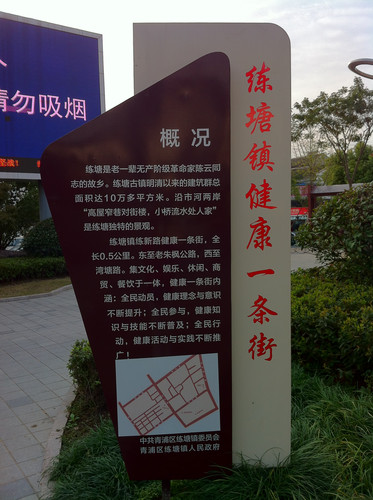 请勿吸烟
练塘镇健康一条街
概况
练塘是老一辈无产阶级革命家陈云同
志的故乡。练塘古镇明清以来的建筑群总
面积达10万多平方米。沿市河两岸
“高屋窄巷对街楼，小桥流水处人家”
是练塘独特的景观。
练塘镇练新路健康一条街，全
长0.5公里。东至老朱枫公路，西至
湾塘路。集文化、娱乐、休闲、商
贸、餐饮于一体，健康一条街内
涵：全民动员，健康理念与意识
不断提升；全民参与，健康知
识与技能不断普及；全民行
动，健康活动与实践不断推
广！
中共青浦区练塘镇委员会
青浦区练塘镇人民政府